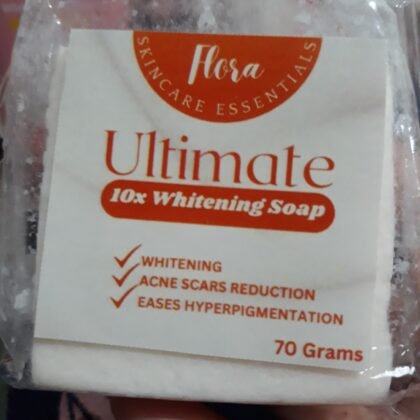 Flora
SKINCARE ESSENTIALS
Ultimate
10x Whitening Soap
WHITENING
ACNE SCARS REDUCTION
EASES HYPERPIGMENTATION
70 Grams